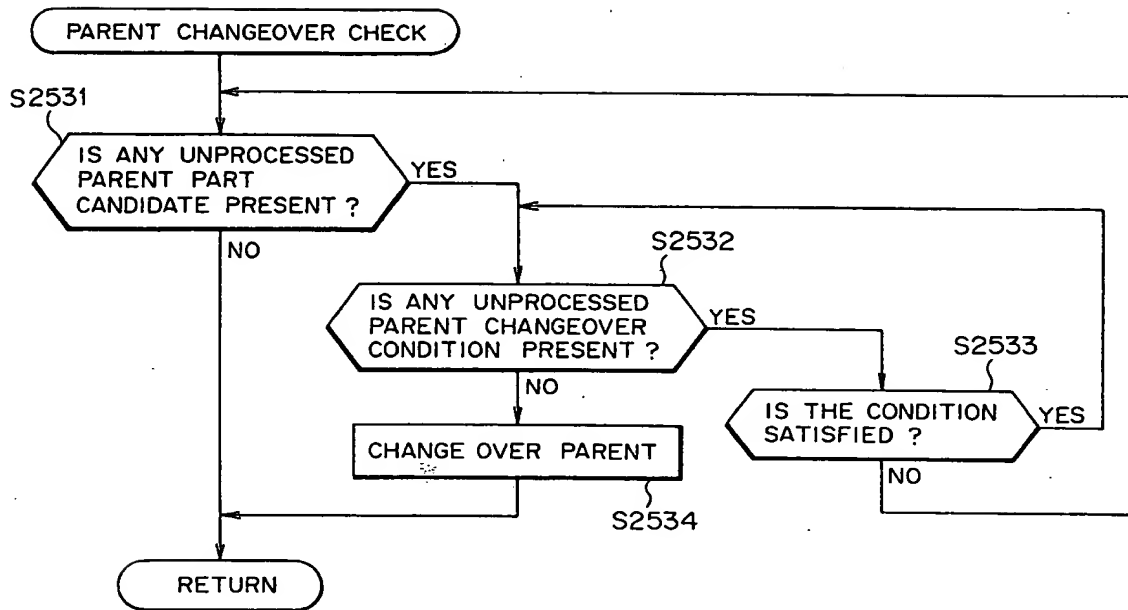 PARENT CHANGEOVER CHECK
S2531
IS ANY UNPROCESSED
PARENT PART
CANDIDATE PRESENT ?
YES
NO
S2532
IS ANY UNPROCESSED
PARENT CHANGEOVER
CONDITION PRESENT ?
YES
NO
S2533
IS THE CONDITION
SATISFIED ?
YES
NO
CHANGE OVER PARENT
S2534
RETURN